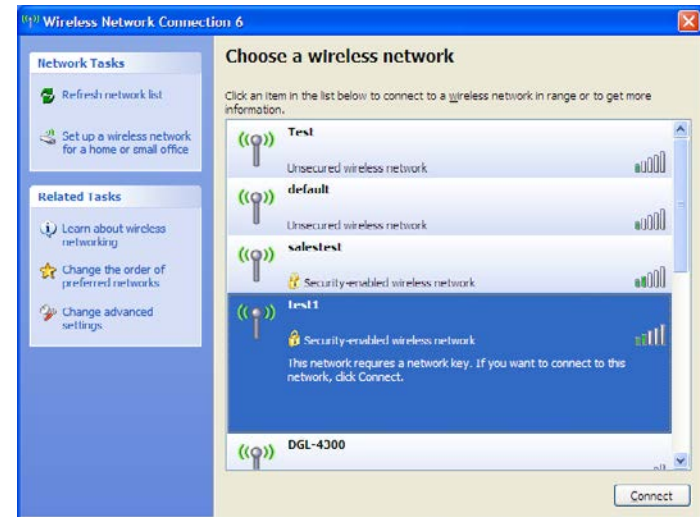 Wireless Network Connection 6
Network Tasks
Refresh network list
Set up a wireless network
for a home or small office
Related Tasks
Learn about wireless
networking
Change the order of
preferred networks
Change advanced
settings
Choose a wireless network
Click an item in the list below to connect to a wireless network in range or to get more
information.
Test
Unsecured wireless network
default
Unsecured wireless network
salestest
Security-enabled wireless network
test1
Security-enabled wireless network
This network requires a network key. If you want to connect to this
network, click Connect.
DGL-4300
Connect